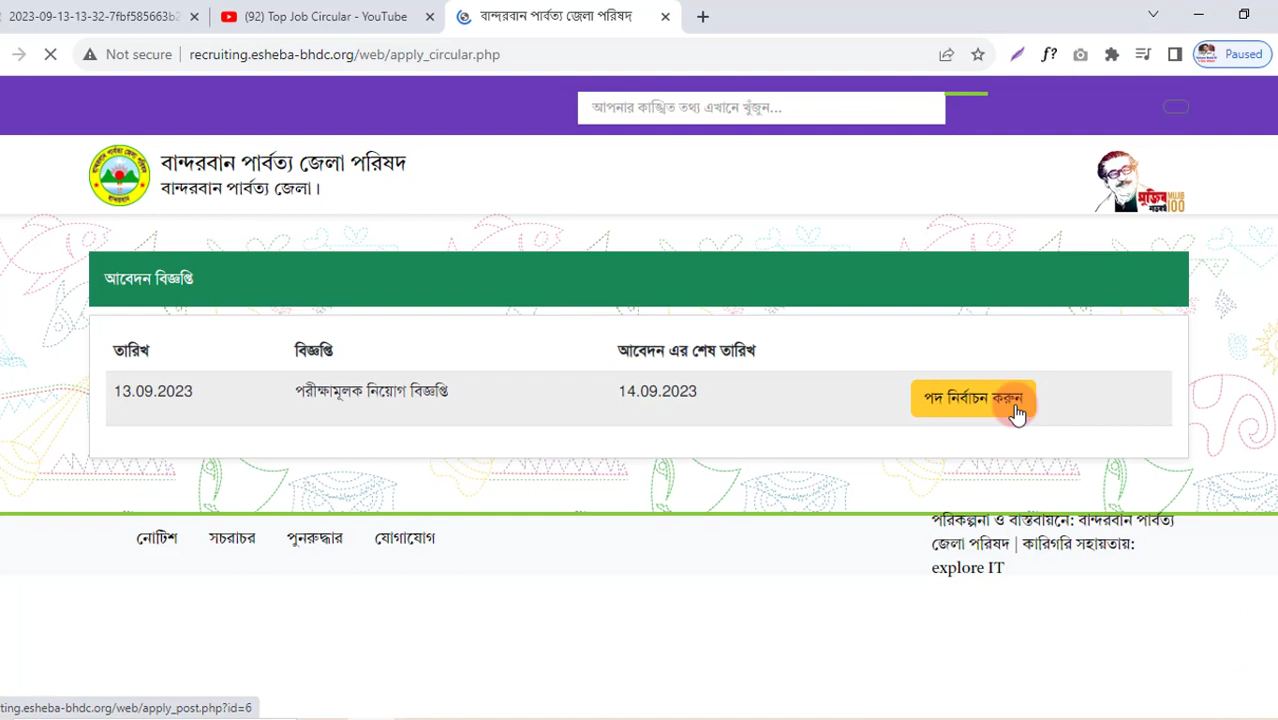 2023-09-13-13-32-7fbf585663b2
(92) Top Job Circular - YouTube
বান্দরবান পার্বত্য জেলা পরিষদ
Not secure
recruiting.esheba-bhdc.org/web/apply_circular.php
f?
Paused
আপনার কাঙ্খিত তথ্য এখানে খুঁজুন...
বান্দরবান পার্বত্য জেলা পরিষদ
বান্দরবান পার্বত্য জেলা।
মুজিব
MUJIB
100
আবেদন বিজ্ঞপ্তি
তারিখ বিজ্ঞপ্তি আবেদন এর শেষ তারিখ
13.09.2023 পরীক্ষামূলক নিয়োগ বিজ্ঞপ্তি 14.09.2023 পদ নির্বাচন করুন
নোটিশ সচরাচর পুনরুদ্ধার যোগাযোগ
পরিকল্পনা ও বাস্তবায়নে: বান্দরবান পার্বত্য
জেলা পরিষদ | কারিগরি সহায়তায়:
explore IT
ting.esheba-bhdc.org/web/apply_post.php?id=6